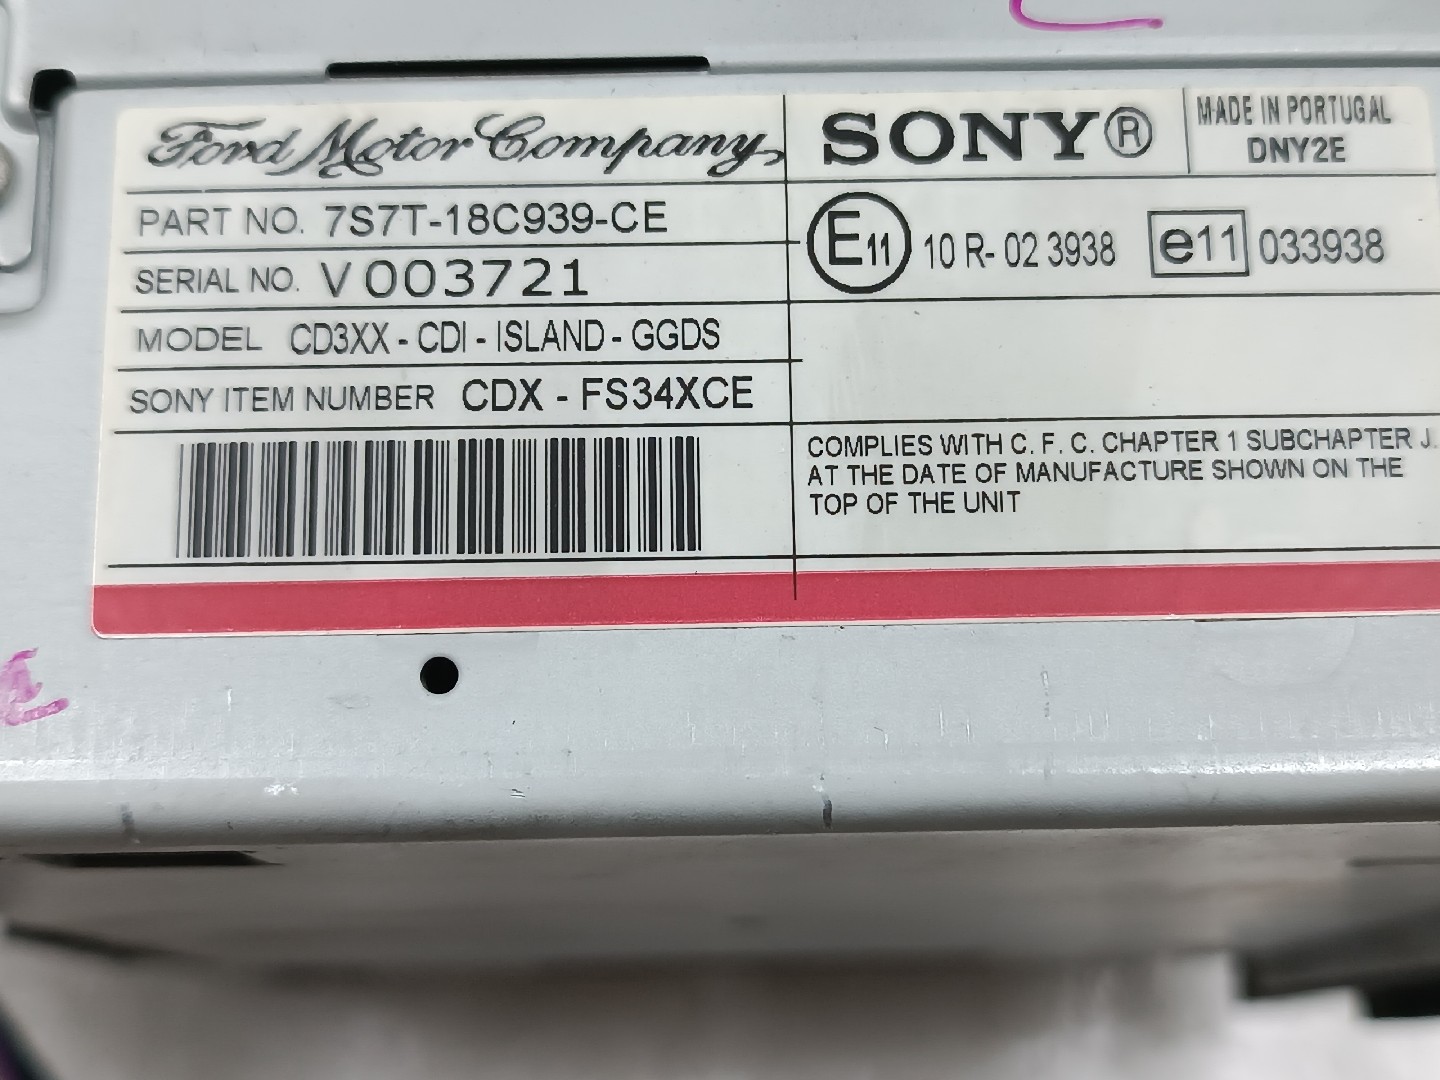 Ford Motor Company,
SONY®
MADE IN PORTUGAL
DNY2E
PART NO. 7S7T-18C939-CE
SERIAL NO. V003721
MODEL CD3XX - CDI - ISLAND - GGDS
SONY ITEM NUMBER CDX - FS34XCE
E11 10 R- 02 3938 e11 033938
COMPLIES WITH C. F. C. CHAPTER 1 SUBCHAPTER J.
AT THE DATE OF MANUFACTURE SHOWN ON THE
TOP OF THE UNIT